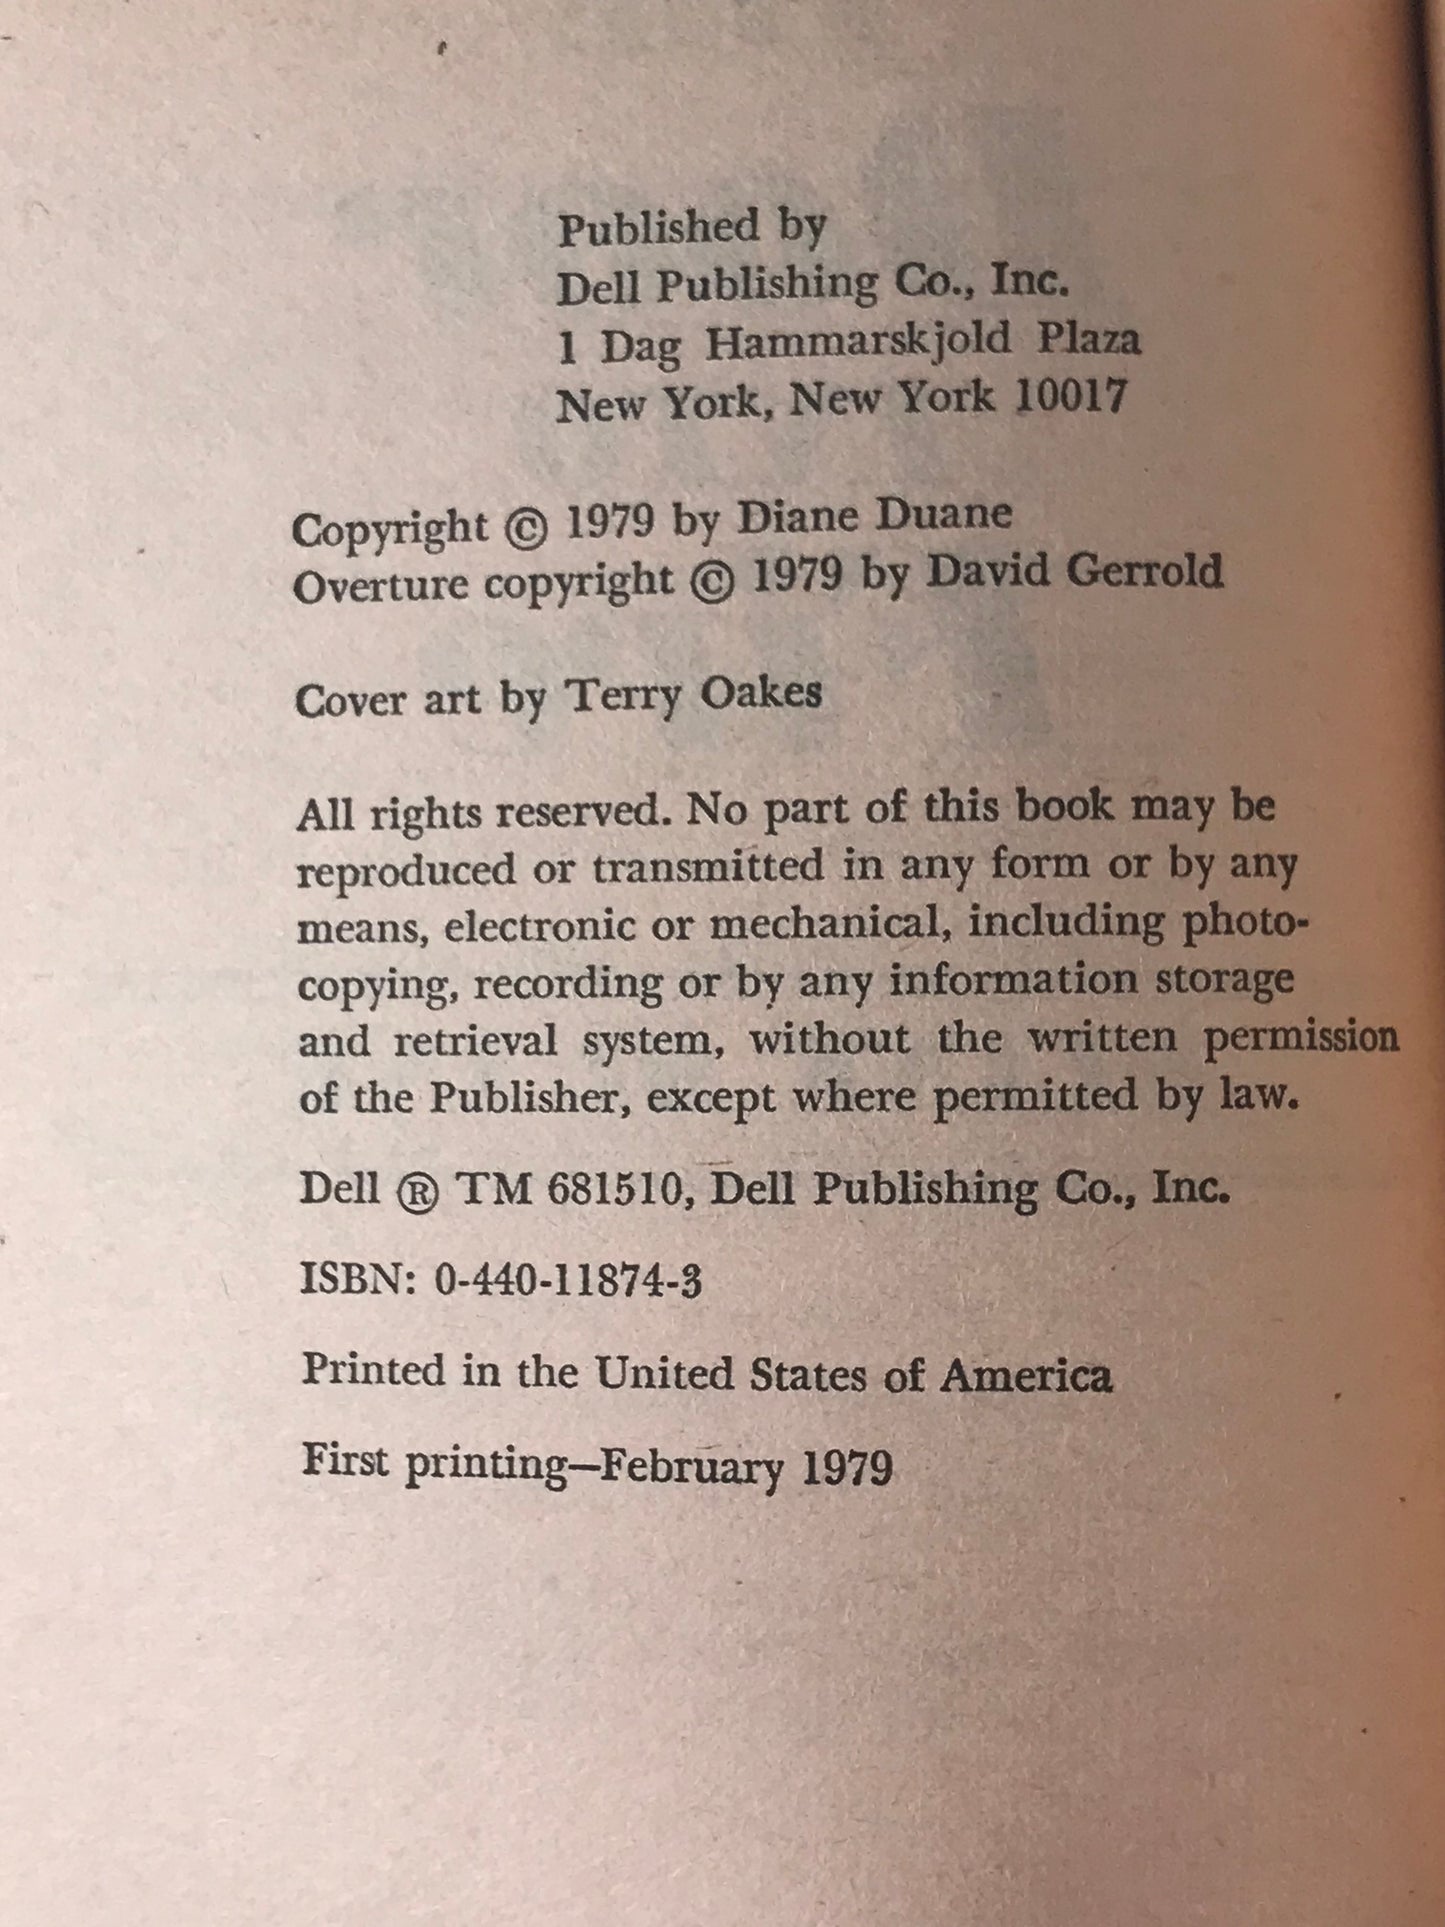 Published by
Dell Publishing Co., Inc.
1 Dag Hammarskjold Plaza
New York, New York 10017
Copyright © 1979 by Diane Duane
Overture copyright © 1979 by David Gerrold
Cover art by Terry Oakes
All rights reserved. No part of this book may be
reproduced or transmitted in any form or by any
means, electronic or mechanical, including photo-
copying, recording or by any information storage
and retrieval system, without the written permission
of the Publisher, except where permitted by law.
Dell ® TM 681510, Dell Publishing Co., Inc.
ISBN: 0-440-11874-3
Printed in the United States of America
First printing—February 1979